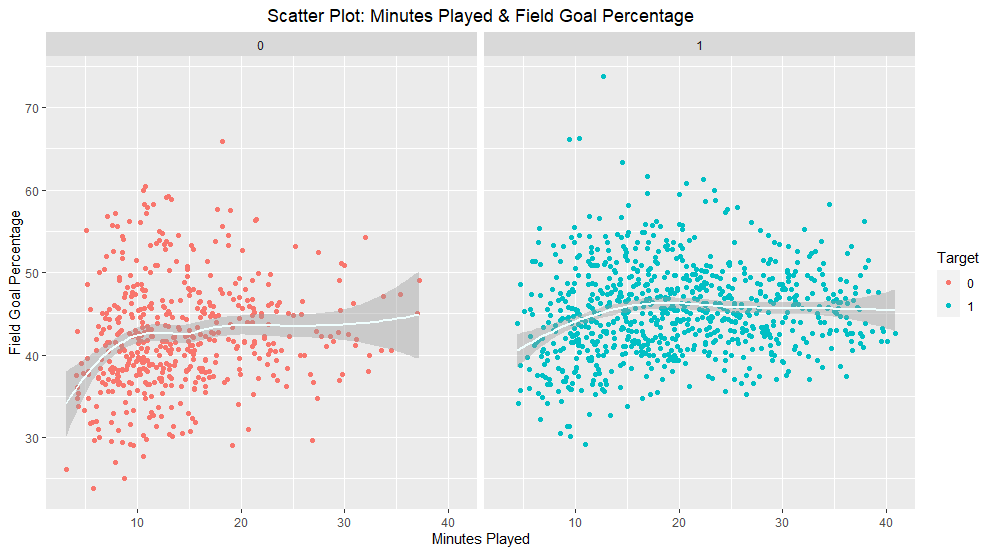 Scatter Plot: Minutes Played & Field Goal Percentage
0 1
70
60
50
40
30
Field Goal Percentage
10 20 30 40 10 20 30 40
Minutes Played
Target
0
1